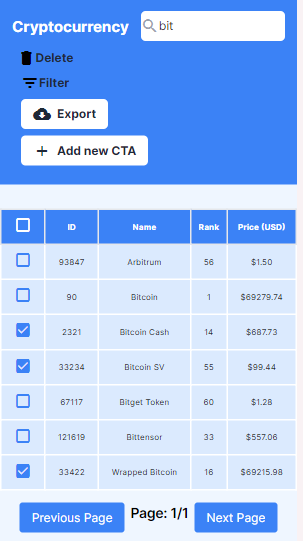 Cryptocurrency bit
Delete
Filter
Export
Add new CTA
ID Name Rank Price (USD)
93847 Arbitrum 56 $1.50
90 Bitcoin 1 $69279.74
2321 Bitcoin Cash 14 $687.73
33234 Bitcoin SV 55 $99.44
67117 Bitget Token 60 $1.28
121619 Bittensor 33 $557.06
33422 Wrapped Bitcoin 16 $69215.98
Previous Page Page: 1/1 Next Page